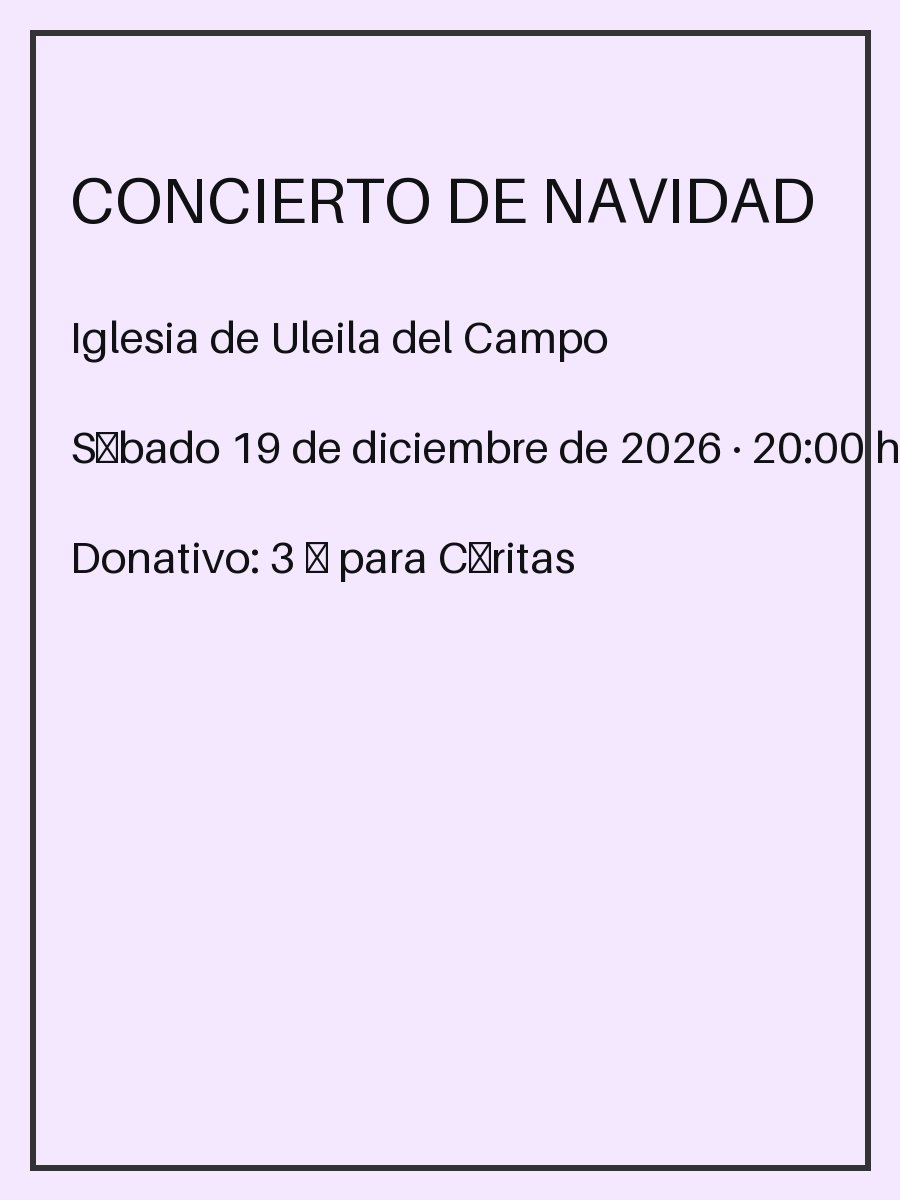 CONCIERTO DE NAVIDAD
Iglesia de Uleila del Campo
19 de diciembre de 2026 · 20:00 h
Donativo: 3 para